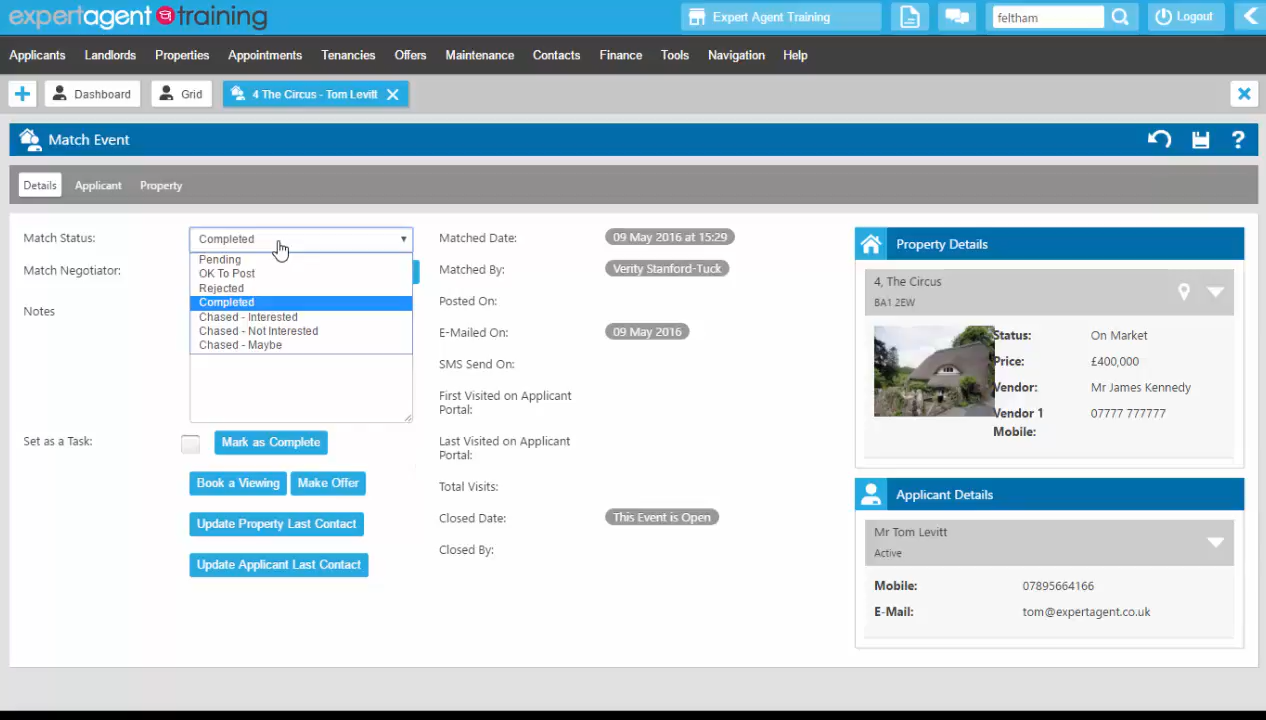 expertagent training
Expert Agent Training
feltham
Logout
Applicants Landlords Properties Appointments Tenancies Offers Maintenance Contacts Finance Tools Navigation Help
Dashboard
Grid
4 The Circus - Tom Levitt
Match Event
Details Applicant Property
Match Status:
Completed
Pending
OK To Post
Rejected
Completed
Chased - Interested
Chased - Not Interested
Chased - Maybe
Match Negotiator:
Notes
Set as a Task:
Mark as Complete
Book a Viewing
Make Offer
Update Property Last Contact
Update Applicant Last Contact
Matched Date: 09 May 2016 at 15:29
Matched By: Verity Stanford-Tuck
Posted On:
E-Mailed On: 09 May 2016
SMS Send On:
First Visited on Applicant
Portal:
Last Visited on Applicant
Portal:
Total Visits:
Closed Date: This Event is Open
Closed By:
Property Details
4, The Circus
BA1 2EW
Status: On Market
Price: £400,000
Vendor: Mr James Kennedy
Vendor 1 07777 777777
Mobile:
Applicant Details
Mr Tom Levitt
Active
Mobile: 07895664166
E-Mail: tom@expertagent.co.uk